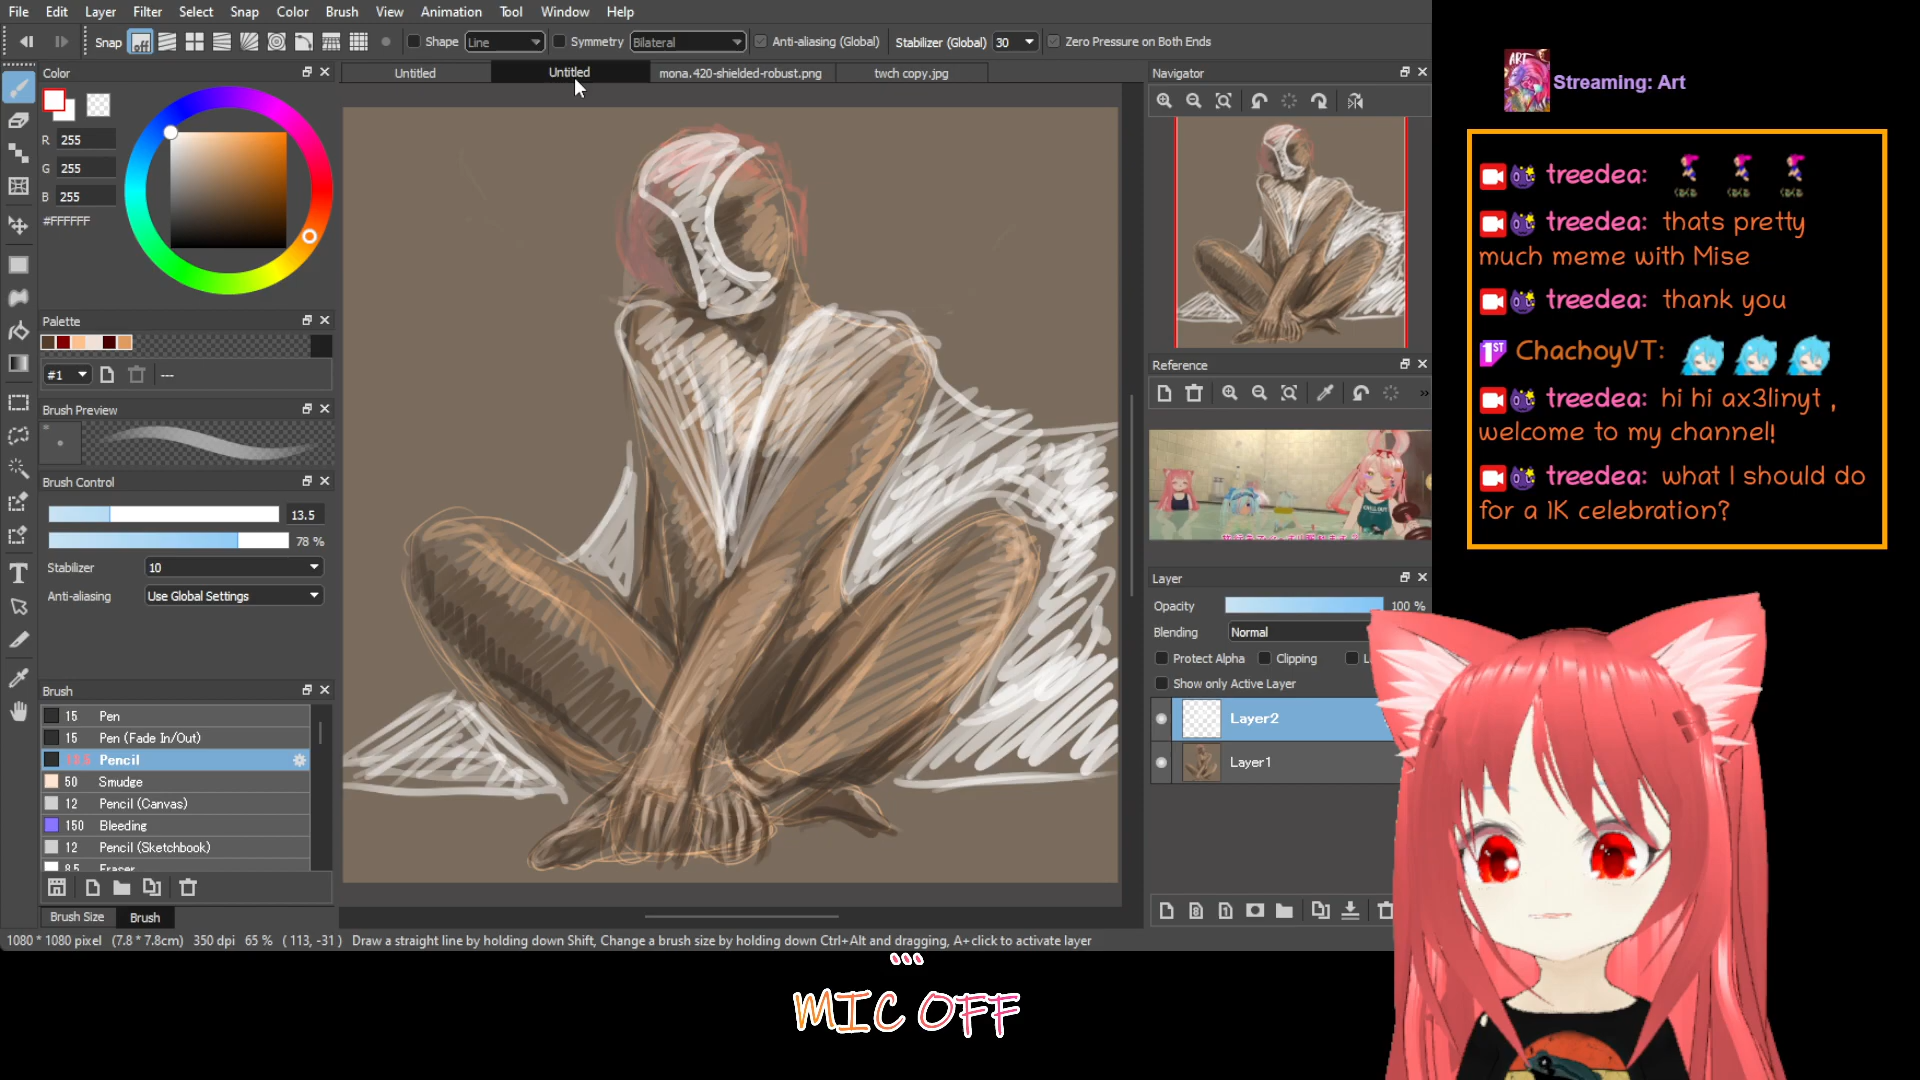 File Edit Layer Filter Select Snap Color Brush View Animation Tool Window Help
Snap off Shape Line Symmetry Bilateral Anti-aliasing (Global) Stabilizer (Global) 30 Zero Pressure on Both Ends
Color
Untitled Untitled mona.420-shielded-robust.png twch copy.jpg
R 255
G 255
B 255
#FFFFFF
Palette
#1 ---
Brush Preview
Brush Control
13.5
78 %
Stabilizer 10
Anti-aliasing Use Global Settings
Brush
15 Pen
15 Pen (Fade In/Out)
Pencil
50 Smudge
12 Pencil (Canvas)
150 Bleeding
12 Pencil (Sketchbook)
8.5 Eraser
Brush Size Brush
1080 * 1080 pixel (7.8 * 7.8cm) 350 dpi 65 % ( 113, -31 ) Draw a straight line by holding down Shift, Change a brush size by holding down Ctrl+Alt and dragging, A+click to activate layer
Navigator
Reference
CHILL OUT
Layer
Opacity 100 %
Blending Normal
Protect Alpha Clipping L
Show only Active Layer
Layer2
Layer1
ART
Streaming: Art
treedea:
treedea: thats pretty
much meme with Mise
treedea: thank you
1ST ChachoyVT:
treedea: hi hi ax3linyt ,
welcome to my channel!
treedea: what I should do
for a 1K celebration?
...
MIC OFF